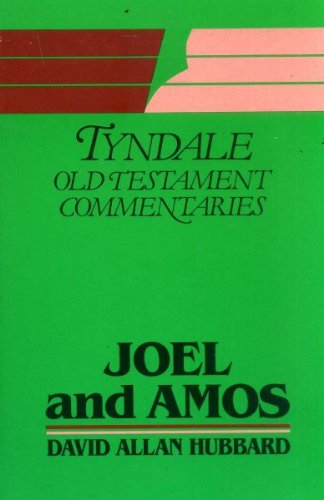 TYNDALE
OLD TESTAMENT
COMMENTARIES
JOEL
and AMOS
DAVID ALLAN HUBBARD